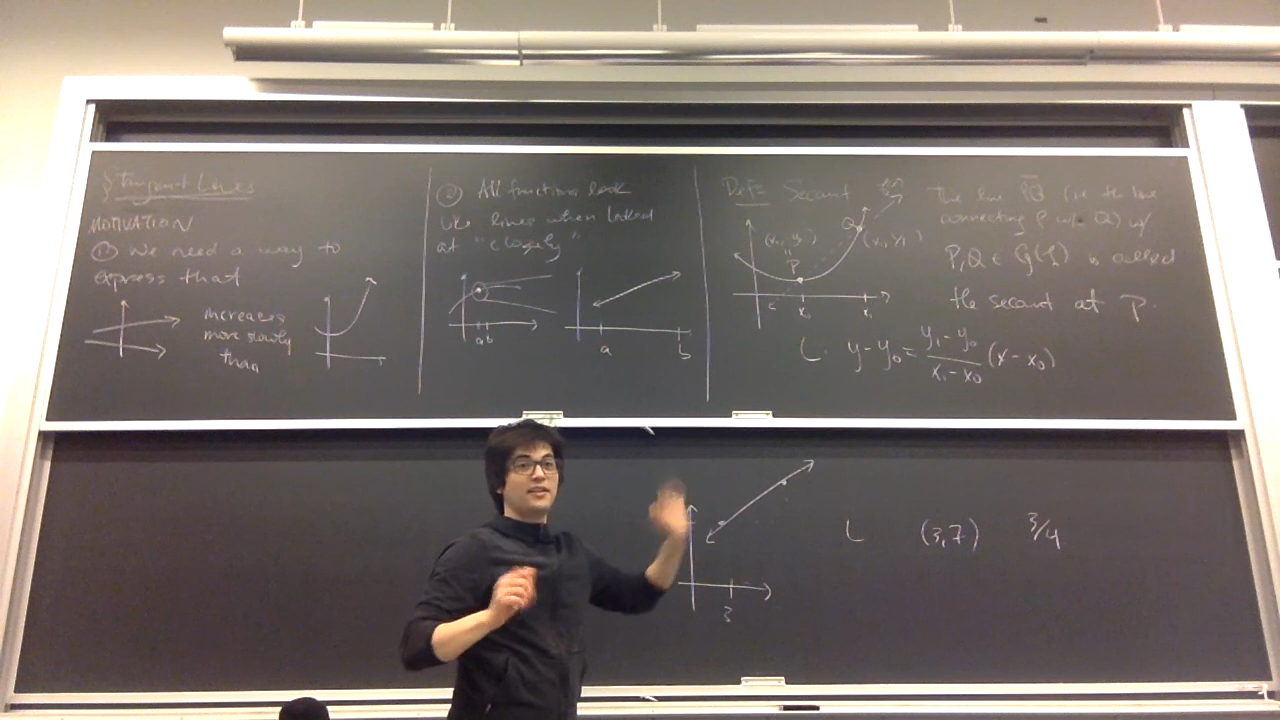 § Tangent Lines
MOTIVATION
① We need a way to
express that
increases
more slowly
than
② All functions look
like lines when looked
at "closely"
a b
a b
Def: Secant
Q
(x₀, y₀)
(x₁, y₁)
"
P
x₀ x₁
The line PQ (i.e. the line
connecting P w/ Q) w/
P, Q ∈ G(f) is called
the secant at P.
L: y-y₀ = y₁-y₀/x₁-x₀ (x-x₀)
3
L (3,7) 3/4